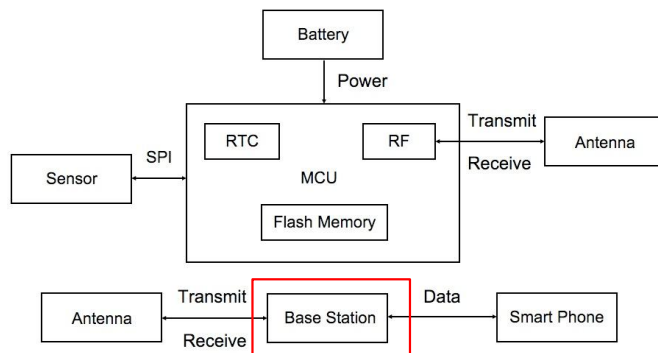 Battery
Power
RTC
RF
Transmit
Antenna
SPI
Sensor
MCU
Receive
Flash Memory
Transmit
Data
Antenna
Base Station
Smart Phone
Receive